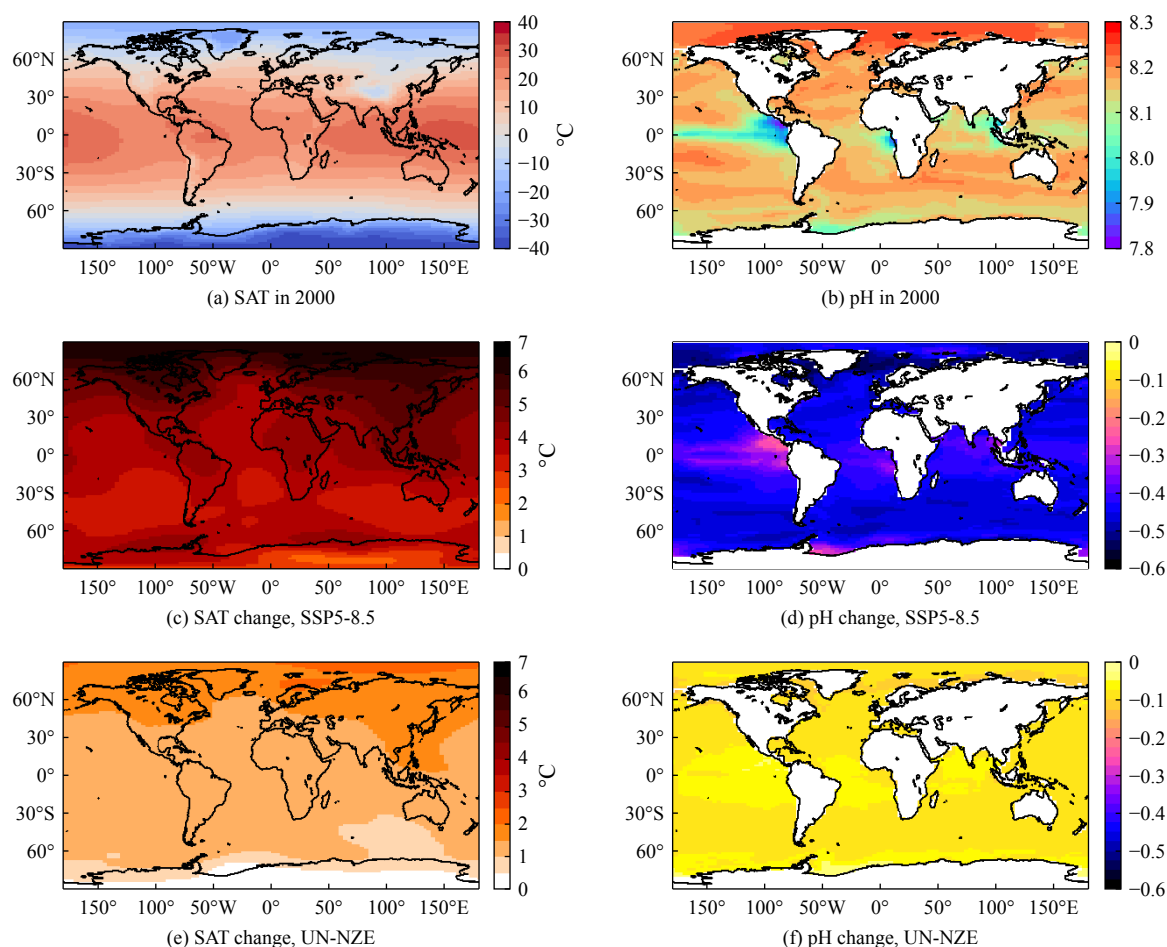 60°N
30°
0°
30°S
60°
150°
100°
50°W
0°
50°
100°
150°E
40
30
20
10
0
−10
−20
−30
−40
°C
(a) SAT in 2000
60°N
30°
0°
30°S
60°
150°
100°
50°W
0°
50°
100°
150°E
8.3
8.2
8.1
8.0
7.9
7.8
(b) pH in 2000
60°N
30°
0°
30°S
60°
150°
100°
50°W
0°
50°
100°
150°E
7
6
5
4
3
2
1
0
°C
(c) SAT change, SSP5-8.5
60°N
30°
0°
30°S
60°
150°
100°
50°W
0°
50°
100°
150°E
0
−0.1
−0.2
−0.3
−0.4
−0.5
−0.6
(d) pH change, SSP5-8.5
60°N
30°
0°
30°S
60°
150°
100°
50°W
0°
50°
100°
150°E
7
6
5
4
3
2
1
0
°C
(e) SAT change, UN-NZE
60°N
30°
0°
30°S
60°
150°
100°
50°W
0°
50°
100°
150°E
0
−0.1
−0.2
−0.3
−0.4
−0.5
−0.6
(f) pH change, UN-NZE